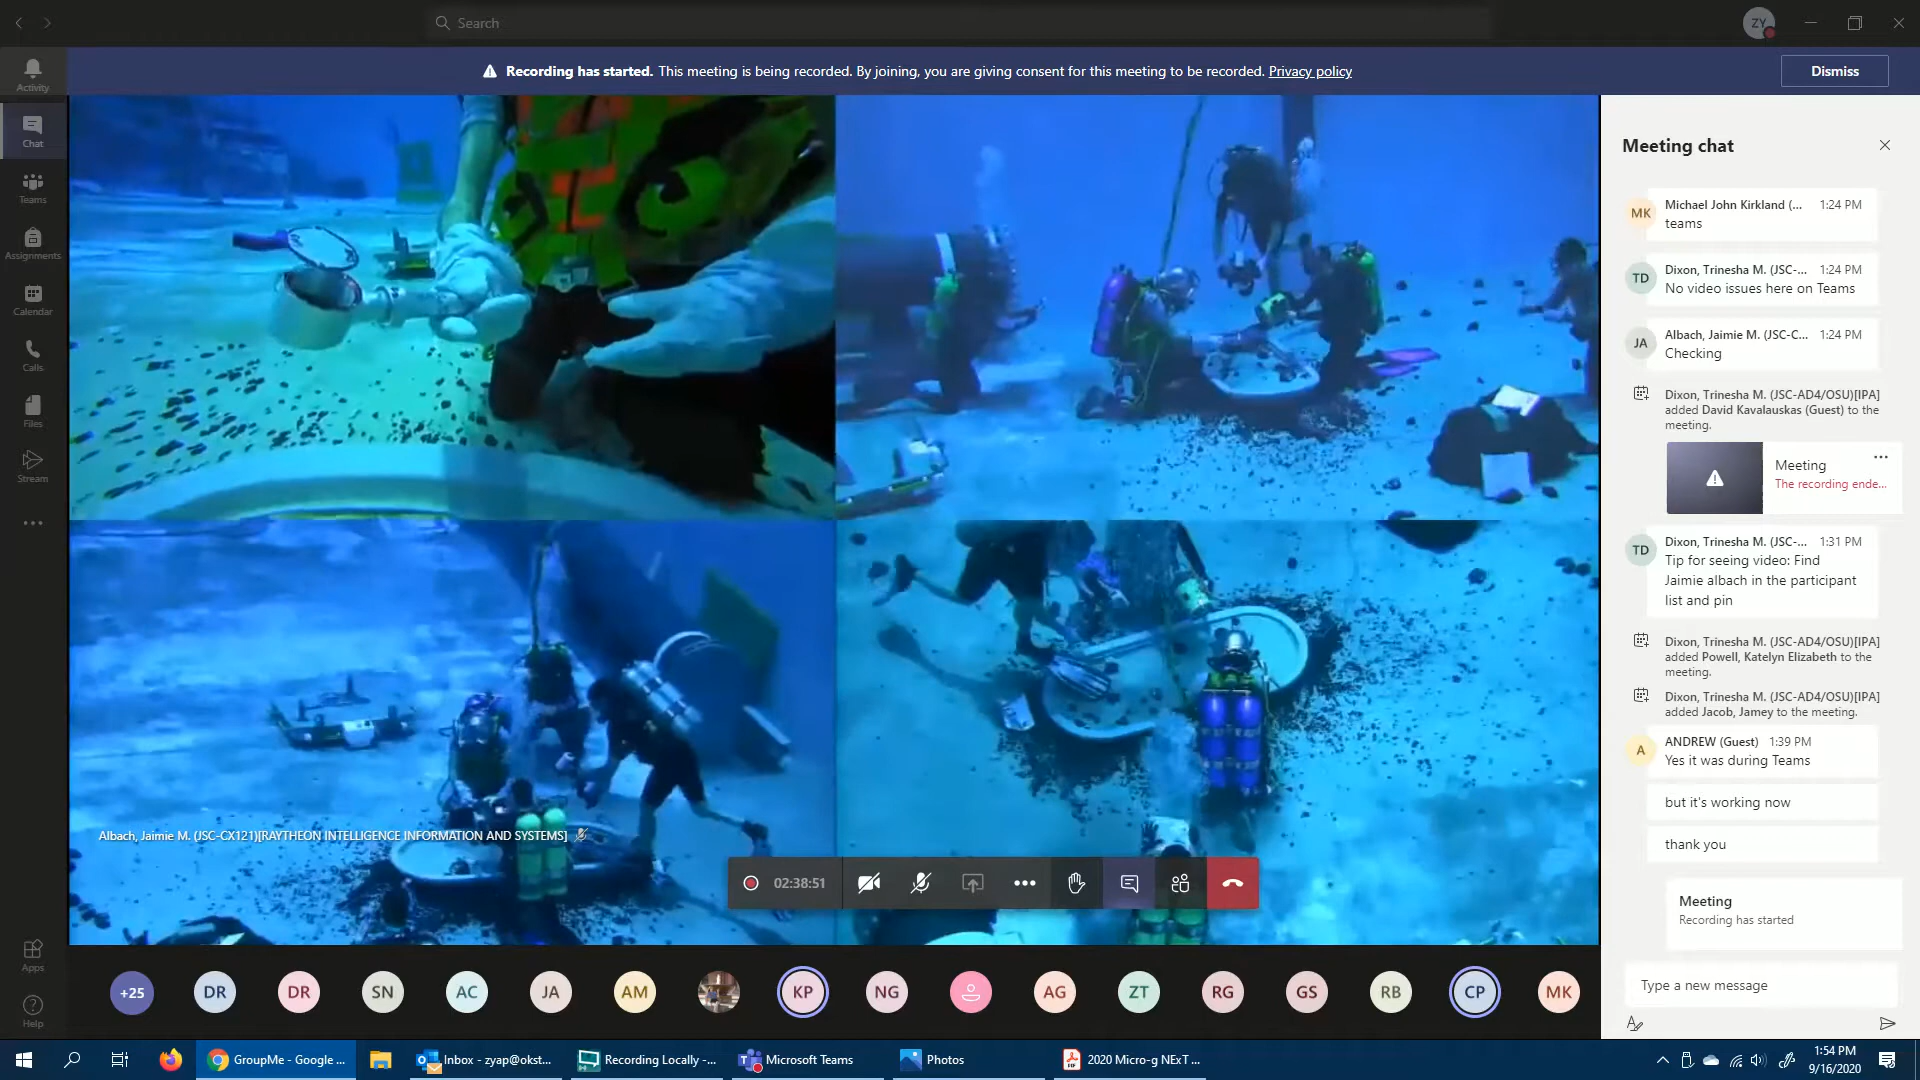 Search
ZY
Activity
Recording has started. This meeting is being recorded. By joining, you are giving consent for this meeting to be recorded. Privacy policy
Dismiss
Chat
Teams
Assignments
Calendar
Calls
Files
Stream
Apps
Help
Meeting chat
MK
Michael John Kirkland (... 1:24 PM
teams
TD
Dixon, Trinesha M. (JSC-... 1:24 PM
No video issues here on Teams
JA
Albach, Jaimie M. (JSC-C... 1:24 PM
Checking
Dixon, Trinesha M. (JSC-AD4/OSU)[IPA]
added David Kavalauskas (Guest) to the
meeting.
Meeting
The recording ende...
TD
Dixon, Trinesha M. (JSC-... 1:31 PM
Tip for seeing video: Find
Jaimie albach in the participant
list and pin
Dixon, Trinesha M. (JSC-AD4/OSU)[IPA]
added Powell, Katelyn Elizabeth to the
meeting.
Dixon, Trinesha M. (JSC-AD4/OSU)[IPA]
added Jacob, Jamey to the meeting.
A
ANDREW (Guest) 1:39 PM
Yes it was during Teams
but it's working now
thank you
Meeting
Recording has started
Type a new message
Albach, Jaimie M. (JSC-CX121)[RAYTHEON INTELLIGENCE INFORMATION AND SYSTEMS]
02:38:51
+25 DR DR SN AC JA AM KP NG AG ZT RG GS RB CP MK
GroupMe - Google ...
Inbox - zyap@okst...
Recording Locally -...
Microsoft Teams
Photos
2020 Micro-g NExT ...
1:54 PM
9/16/2020